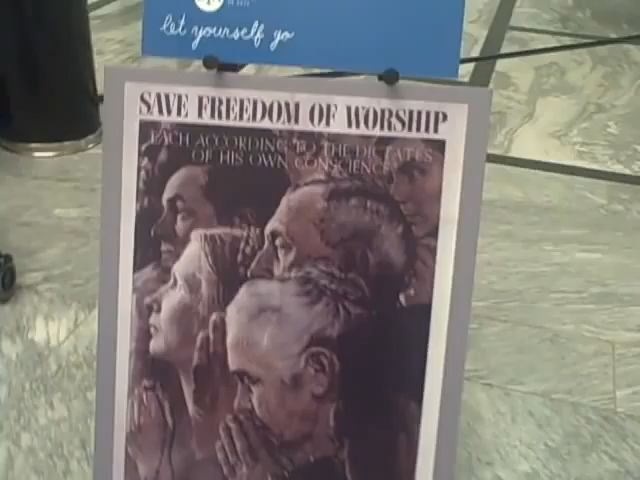 let yourself go
SAVE FREEDOM OF WORSHIP
EACH ACCORDING TO THE DICTATES
OF HIS OWN CONSCIENCE